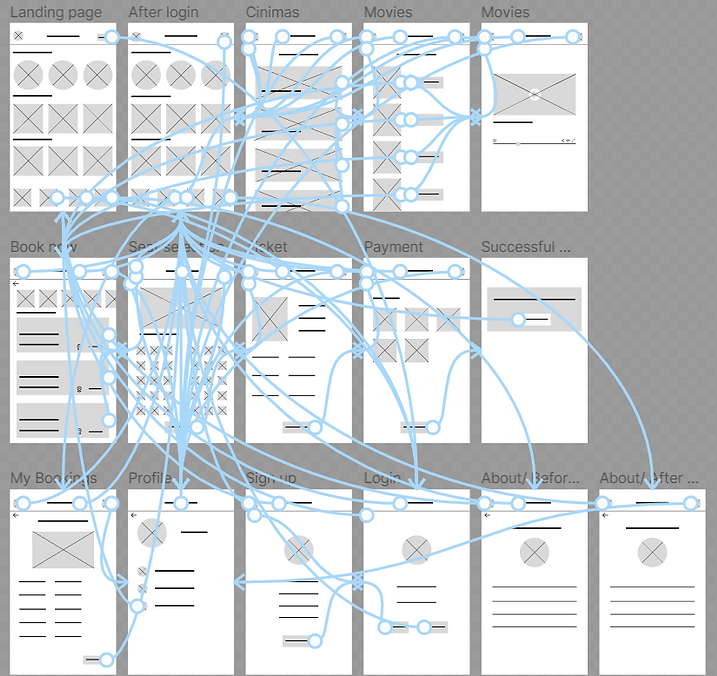 Landing page
After login
Cinimas
Movies
Movies
Book now
Seat selection
Ticket
Payment
Successful ...
My Bookings
Profile
Sign up
Login
About/ Befor...
About/ After ...